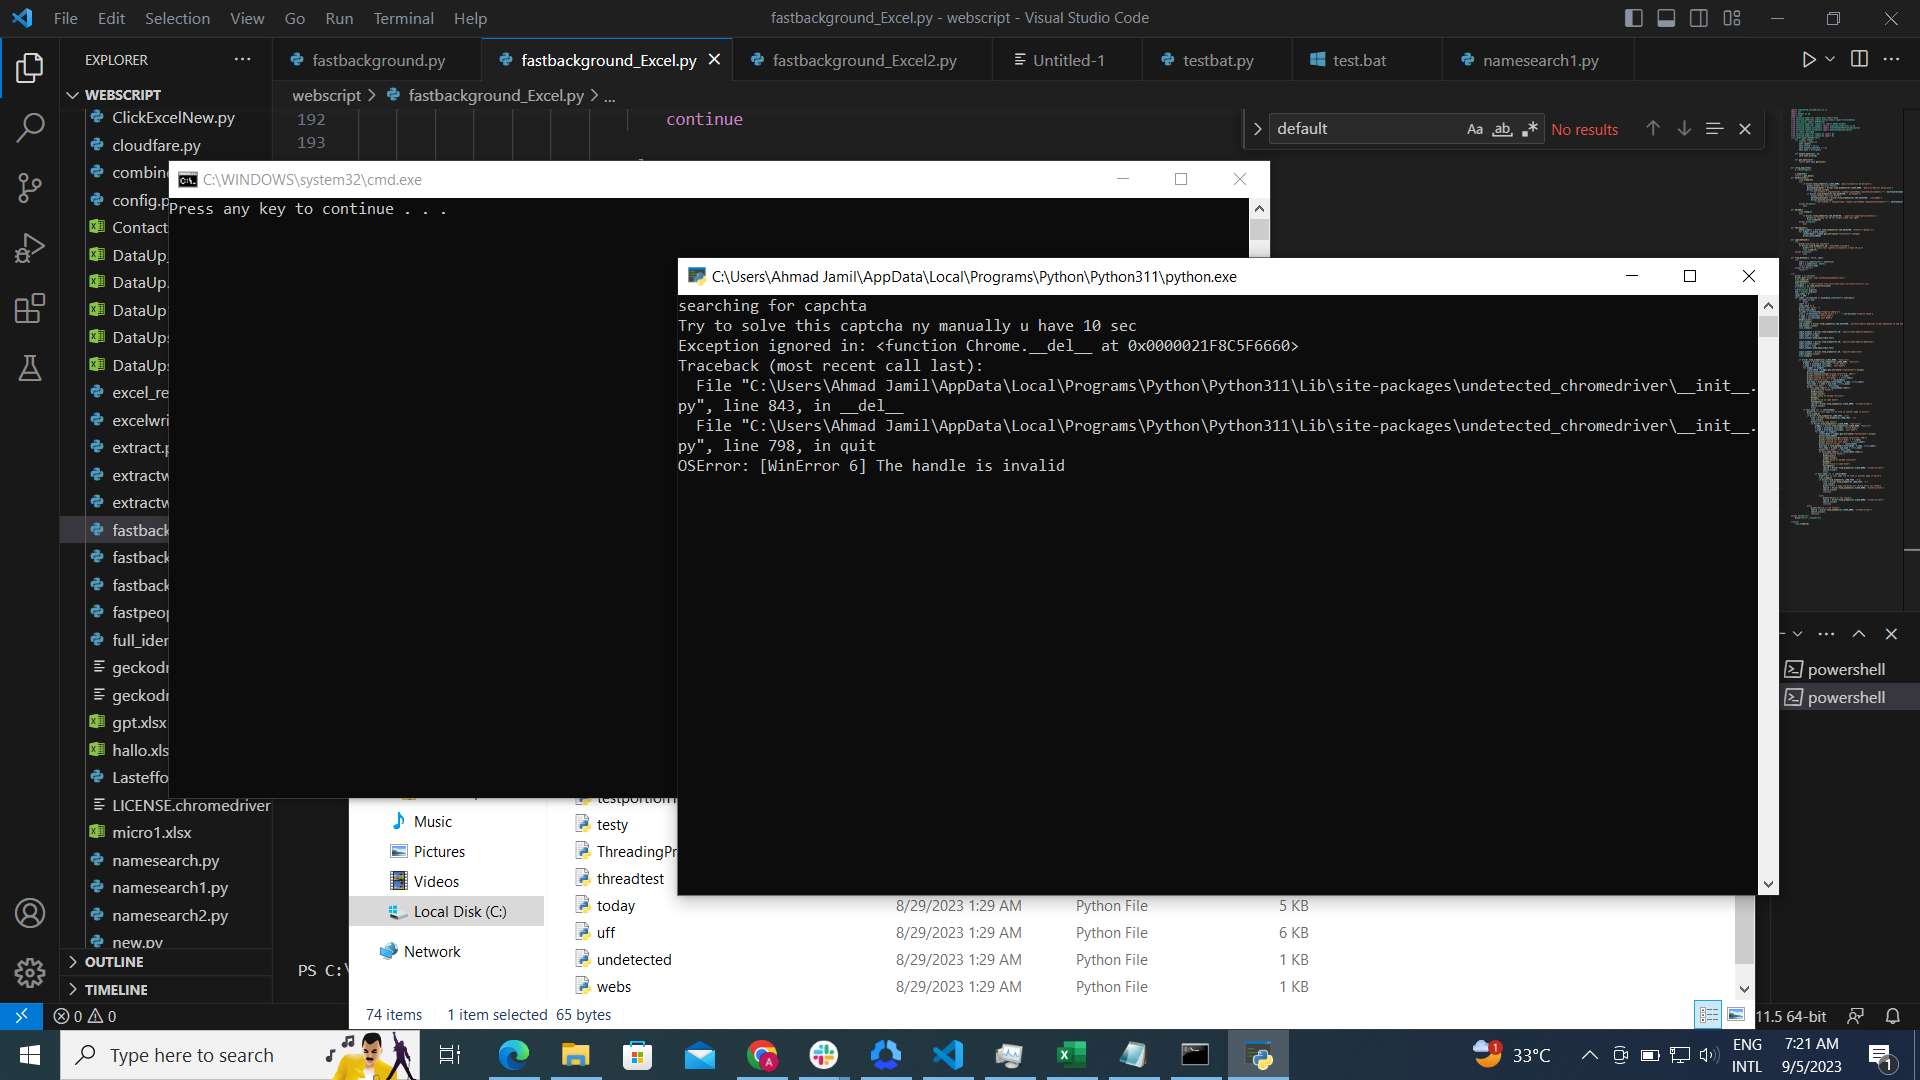 File Edit Selection View Go Run Terminal Help
fastbackground_Excel.py - webscript - Visual Studio Code
EXPLORER
fastbackground.py
fastbackground_Excel.py
fastbackground_Excel2.py
Untitled-1
testbat.py
test.bat
namesearch1.py
WEBSCRIPT
webscript > fastbackground_Excel.py > ...
192 continue
193
default
Aa ab
No results
ClickExcelNew.py
cloudfare.py
combin
config.p
Contact
DataUp_
DataUp.
DataUp
DataUp
DataUp
excel_re
excelwri
extract.p
extractw
extractw
fastback
fastback
fastback
fastpeop
full_iden
geckodr
geckodr
gpt.xlsx
hallo.xls
Lasteffo
LICENSE.chromedriver
micro1.xlsx
namesearch.py
namesearch1.py
namesearch2.py
new.py
OUTLINE
TIMELINE
C:\WINDOWS\system32\cmd.exe
Press any key to continue . . .
C:\Users\Ahmad Jamil\AppData\Local\Programs\Python\Python311\python.exe
searching for capchta
Try to solve this captcha ny manually u have 10 sec
Exception ignored in: <function Chrome.__del__ at 0x0000021F8C5F6660>
Traceback (most recent call last):
File "C:\Users\Ahmad Jamil\AppData\Local\Programs\Python\Python311\Lib\site-packages\undetected_chromedriver\__init__.
py", line 843, in __del__
File "C:\Users\Ahmad Jamil\AppData\Local\Programs\Python\Python311\Lib\site-packages\undetected_chromedriver\__init__.
py", line 798, in quit
OSError: [WinError 6] The handle is invalid
powershell
powershell
PS C:\
Music
Pictures
Videos
Local Disk (C:)
Network
testy
ThreadingPr
threadtest
today 8/29/2023 1:29 AM Python File 5 KB
uff 8/29/2023 1:29 AM Python File 6 KB
undetected 8/29/2023 1:29 AM Python File 1 KB
webs 8/29/2023 1:29 AM Python File 1 KB
74 items 1 item selected 65 bytes
0 0
11.5 64-bit
Type here to search
1
33°C
ENG
INTL
7:21 AM
9/5/2023
1